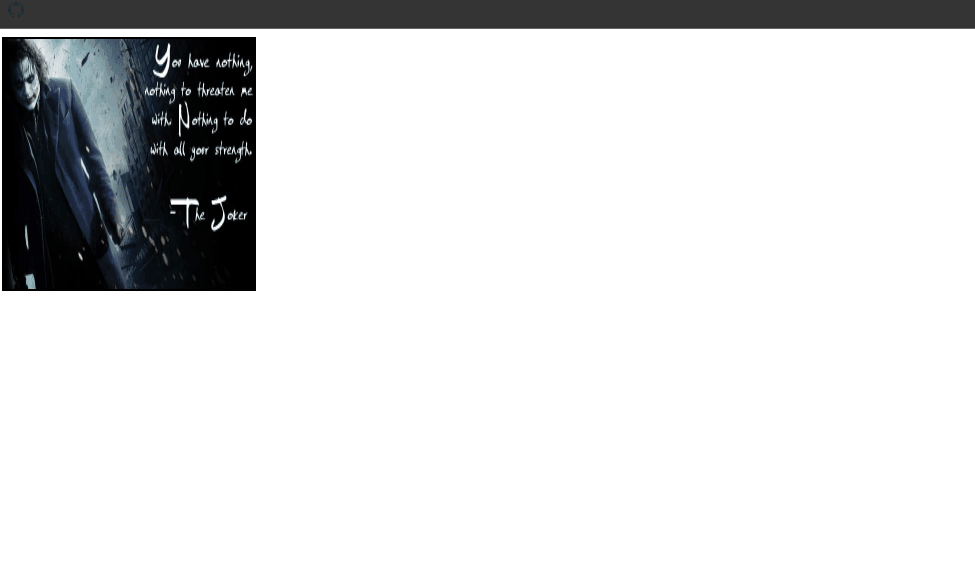 You have nothing,
nothing to threaten me
with. Nothing to do
with all your strength.
-The Joker